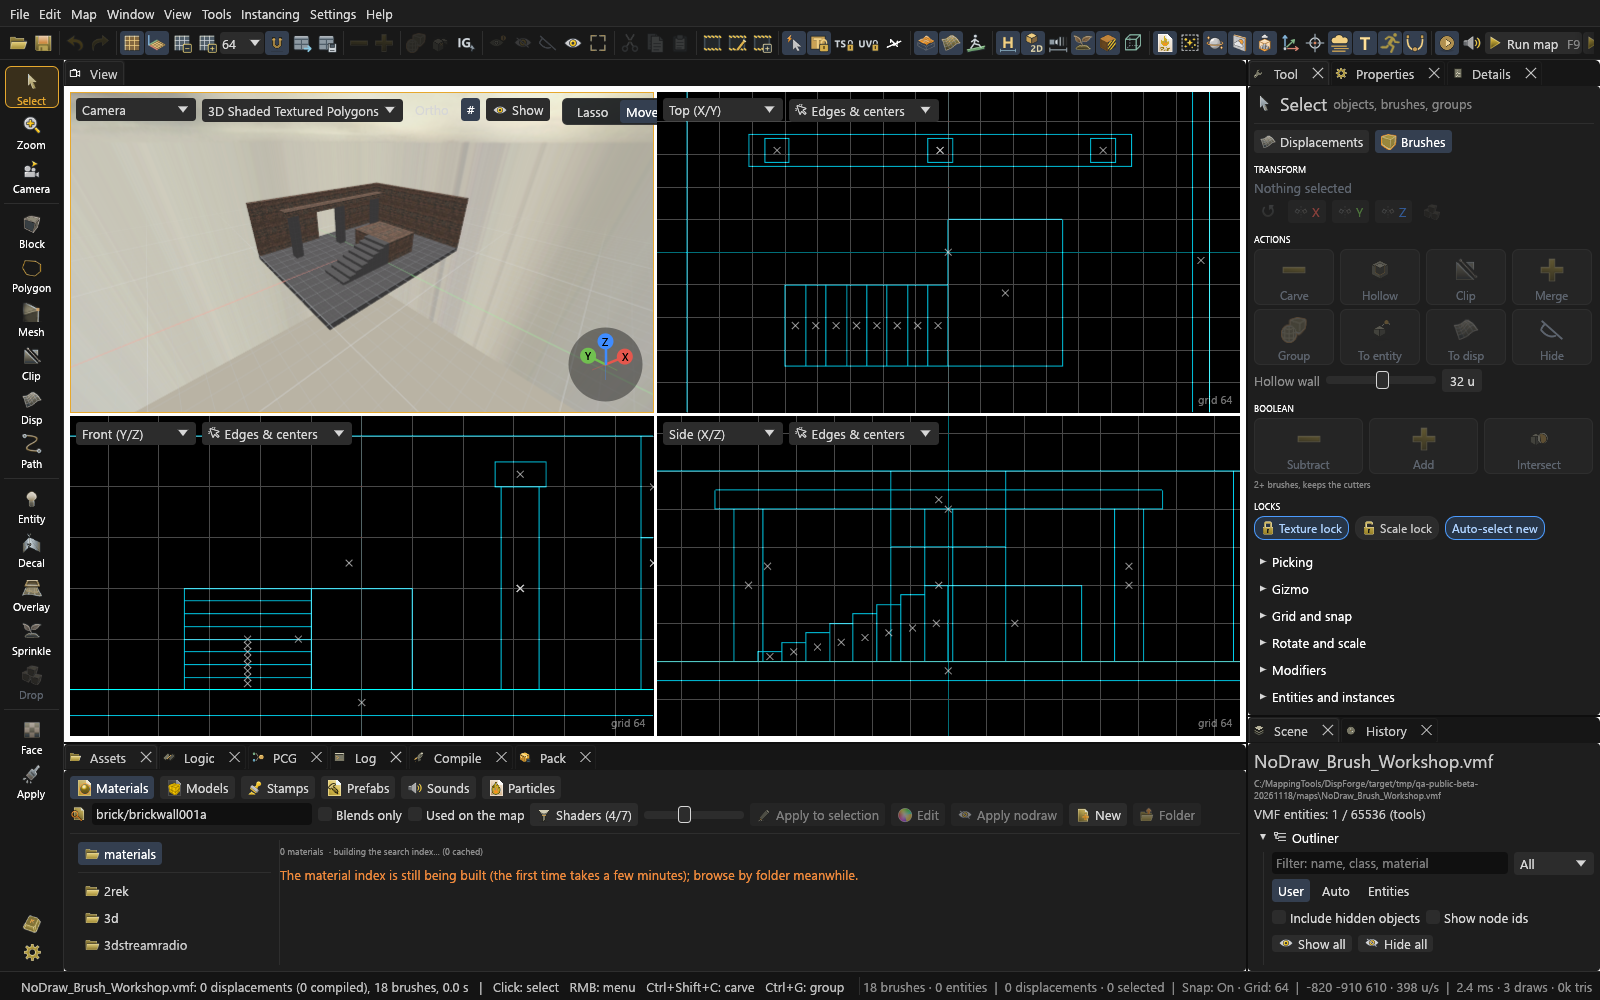 File Edit Map Window View Tools Instancing Settings Help
64 IG TS UV 2D Run map F9
View
Select
Zoom
Camera
Block
Polygon
Mesh
Clip
Disp
Path
Entity
Decal
Overlay
Sprinkle
Drop
Face
Apply
Camera 3D Shaded Textured Polygons Ortho # Show Lasso Move
Z
Y X
Top (X/Y) Edges & centers
grid 64
Front (Y/Z) Edges & centers
grid 64
Side (X/Z) Edges & centers
grid 64
Tool Properties Details
Select objects, brushes, groups
Displacements Brushes
TRANSFORM
Nothing selected
X Y Z
ACTIONS
Carve Hollow Clip Merge
Group To entity To disp Hide
Hollow wall 32 u
BOOLEAN
Subtract Add Intersect
2+ brushes, keeps the cutters
LOCKS
Texture lock Scale lock Auto-select new
Picking
Gizmo
Grid and snap
Rotate and scale
Modifiers
Entities and instances
Scene History
NoDraw_Brush_Workshop.vmf
C:/MappingTools/DispForge/target/tmp/qa-public-beta-
20261118/maps\NoDraw_Brush_Workshop.vmf
VMF entities: 1 / 65536 (tools)
Outliner
Filter: name, class, material All
User Auto Entities
Include hidden objects Show node ids
Show all Hide all
Assets Logic PCG Log Compile Pack
Materials Models Stamps Prefabs Sounds Particles
brick/brickwall001a Blends only Used on the map Shaders (4/7) Apply to selection Edit Apply nodraw New Folder
materials
2rek
3d
3dstreamradio
0 materials · building the search index... (0 cached)
The material index is still being built (the first time takes a few minutes); browse by folder meanwhile.
NoDraw_Brush_Workshop.vmf: 0 displacements (0 compiled), 18 brushes, 0.0 s | Click: select RMB: menu Ctrl+Shift+C: carve Ctrl+G: group 18 brushes · 0 entities | 0 displacements · 0 selected | Snap: On · Grid: 64 | -820 -910 610 · 398 u/s | 2.4 ms · 3 draws · 0k tris